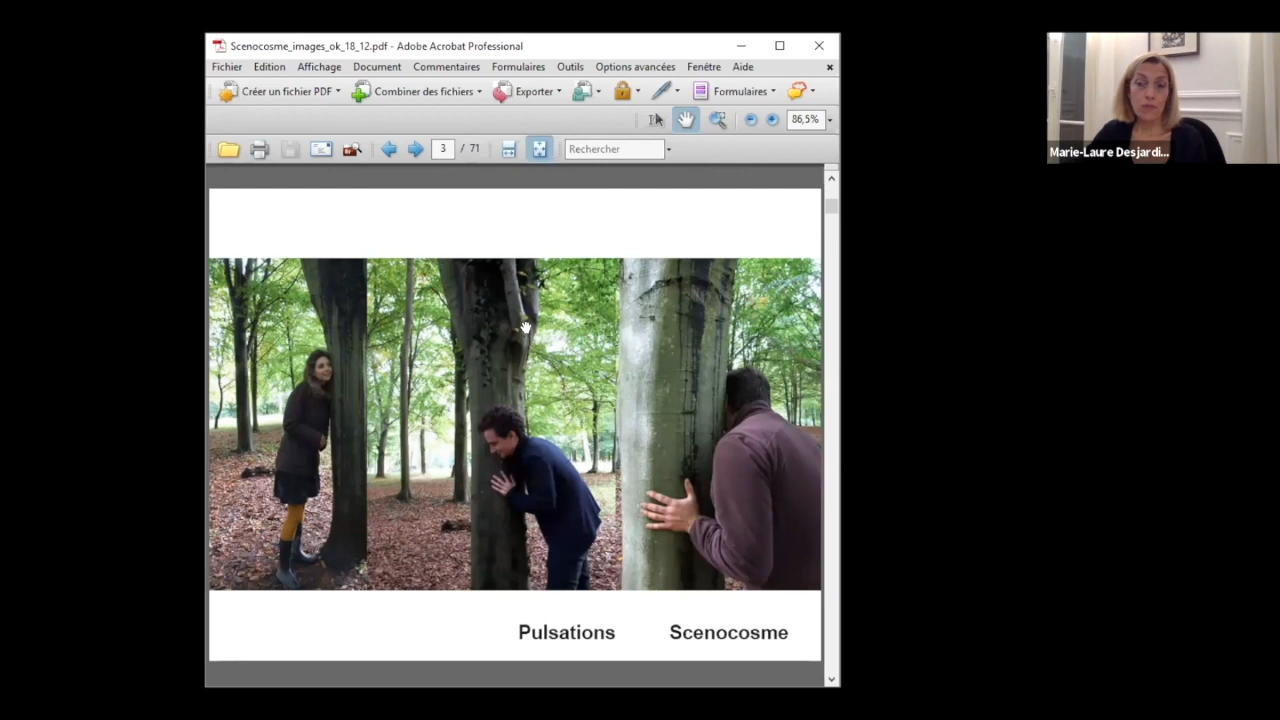 Scenocosme_images_ok_18_12.pdf - Adobe Acrobat Professional
Fichier Edition Affichage Document Commentaires Formulaires Outils Options avancées Fenêtre Aide
Créer un fichier PDF Combiner des fichiers Exporter Formulaires
86,5%
3 / 71 Rechercher
Marie-Laure Desjardi...
Pulsations Scenocosme